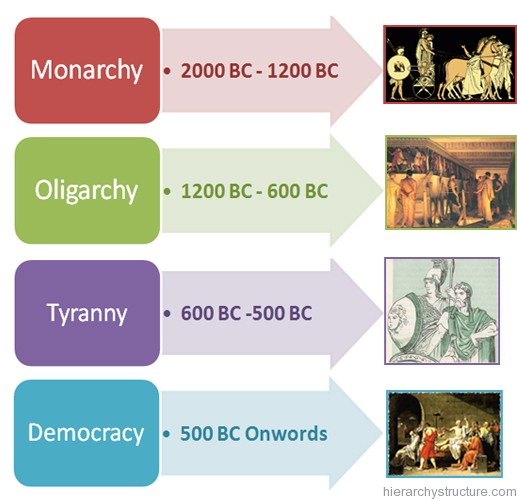 Monarchy
• 2000 BC - 1200 BC
Oligarchy
• 1200 BC - 600 BC
Tyranny
• 600 BC -500 BC
Democracy
• 500 BC Onwords
hierarchystructure.com